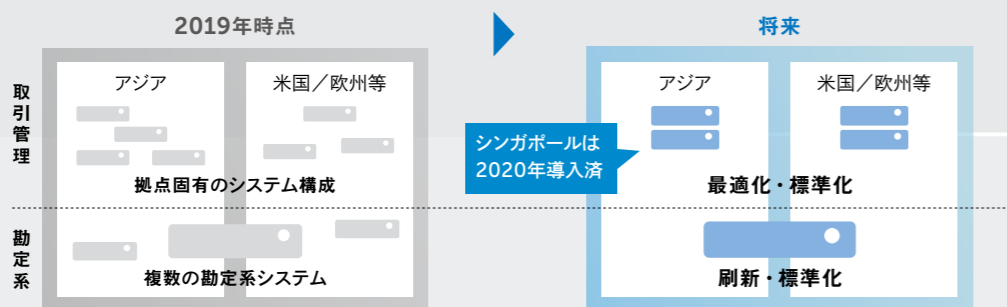 2019年時点
将来
取引管理
アジア
米国／欧州等
拠点固有のシステム構成
シンガポールは
2020年導入済
アジア
米国／欧州等
最適化・標準化
勘定系
複数の勘定系システム
刷新・標準化